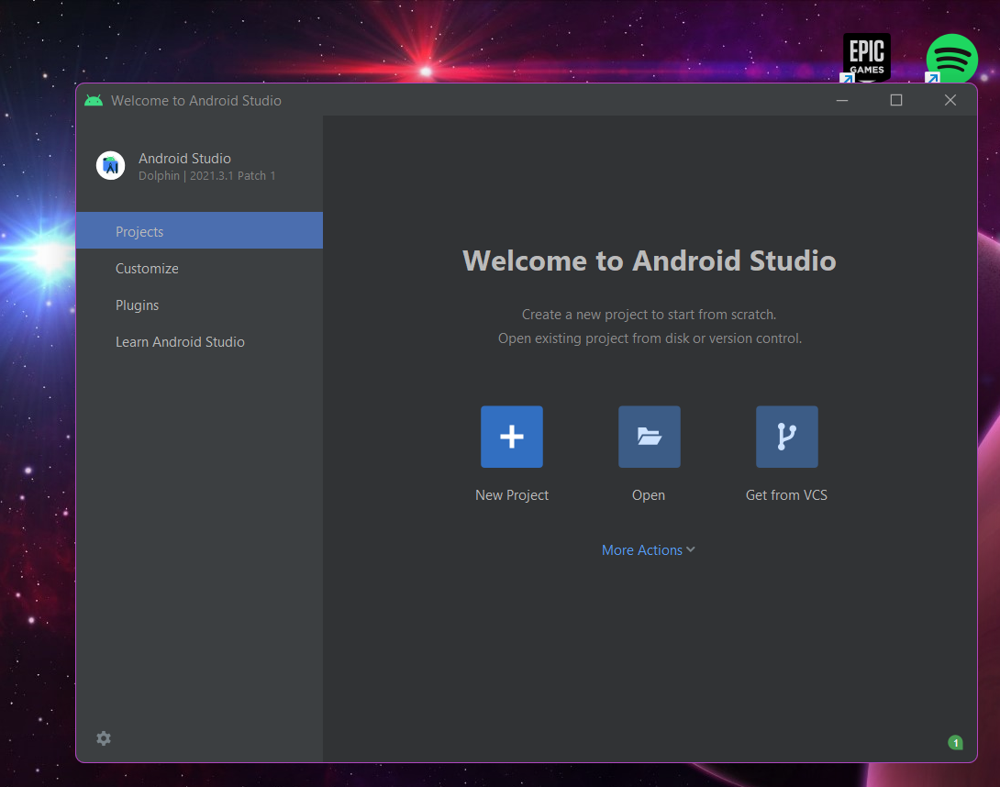 EPIC
GAMES
Welcome to Android Studio
Android Studio
Dolphin | 2021.3.1 Patch 1
Projects
Customize
Plugins
Learn Android Studio
Welcome to Android Studio
Create a new project to start from scratch.
Open existing project from disk or version control.
New Project
Open
Get from VCS
More Actions
1